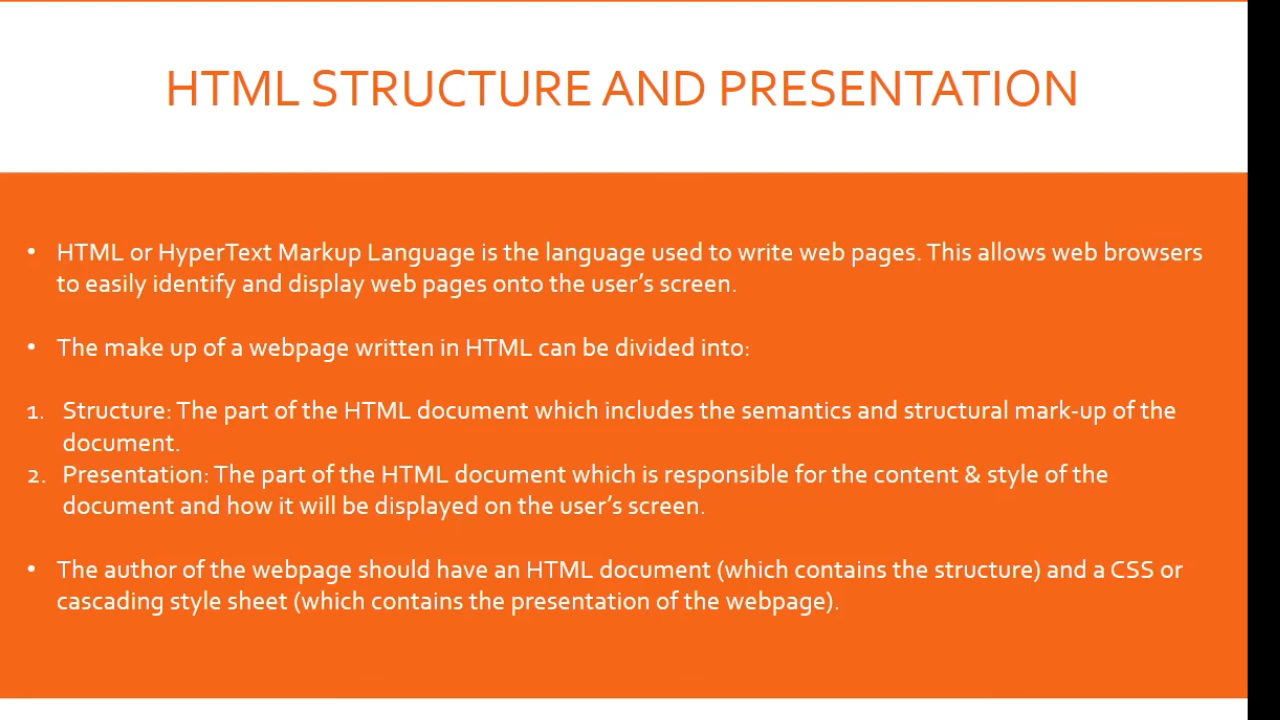 HTML STRUCTURE AND PRESENTATION
• HTML or HyperText Markup Language is the language used to write web pages. This allows web browsers
to easily identify and display web pages onto the user’s screen.
• The make up of a webpage written in HTML can be divided into:
1. Structure: The part of the HTML document which includes the semantics and structural mark-up of the
document.
2. Presentation: The part of the HTML document which is responsible for the content & style of the
document and how it will be displayed on the user’s screen.
• The author of the webpage should have an HTML document (which contains the structure) and a CSS or
cascading style sheet (which contains the presentation of the webpage).